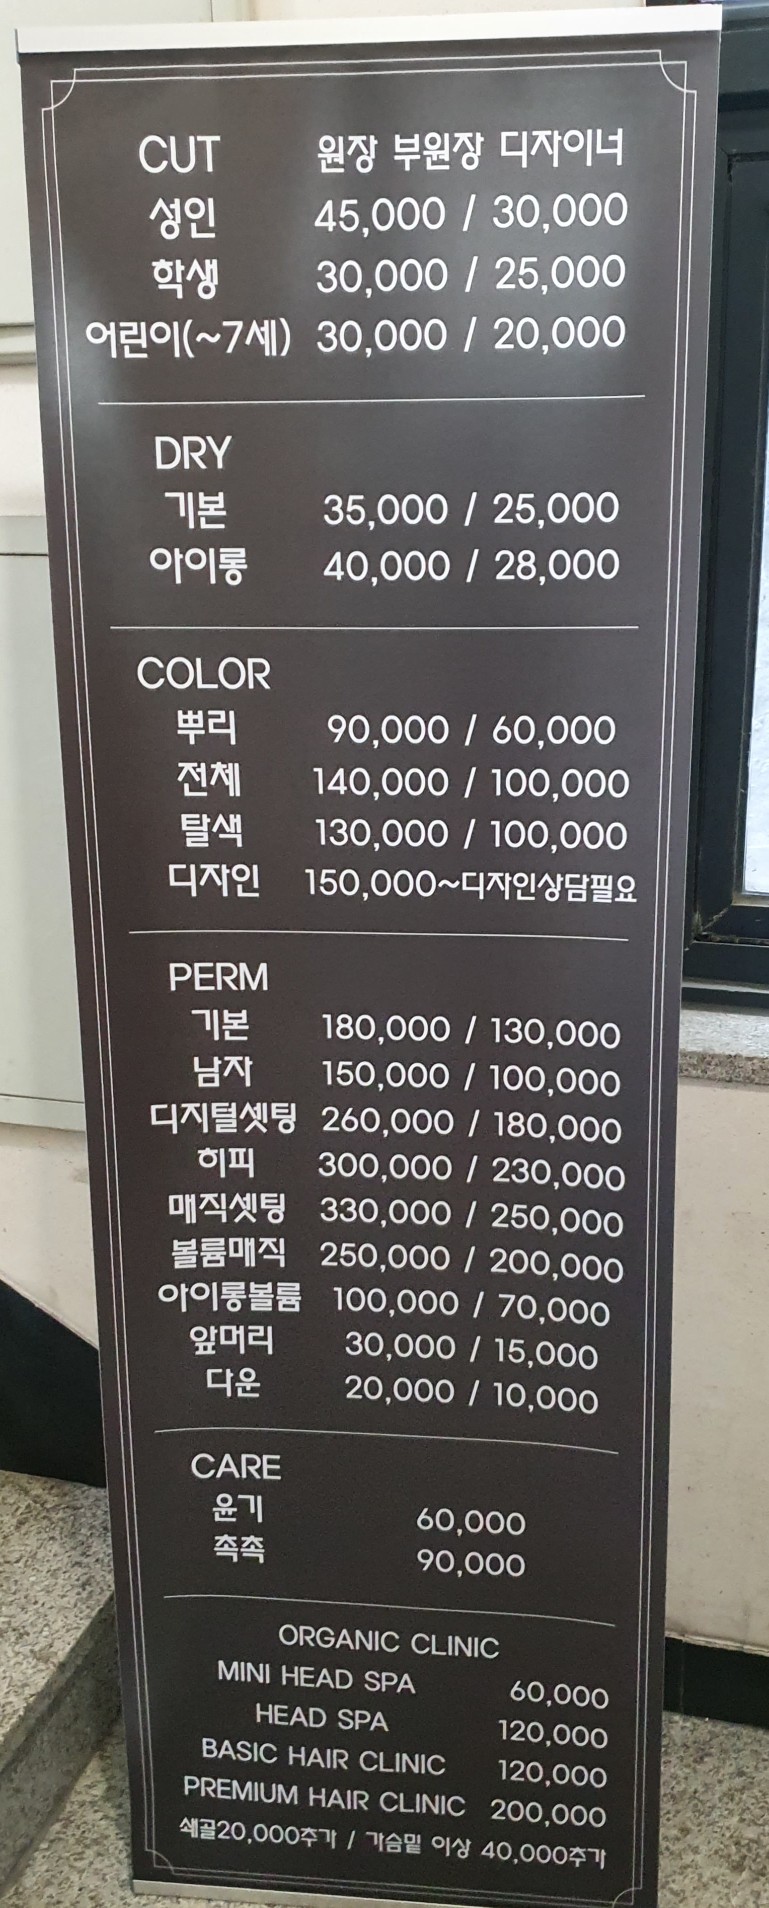 CUT 원장 부원장 디자이너
성인 45,000 / 30,000
학생 30,000 / 25,000
어린이(~7세) 30,000 / 20,000
DRY
기본 35,000 / 25,000
아이롱 40,000 / 28,000
COLOR
뿌리 90,000 / 60,000
전체 140,000 / 100,000
탈색 130,000 / 100,000
디자인 150,000~디자인상담필요
PERM
기본 180,000 / 130,000
남자 150,000 / 100,000
디지털셋팅 260,000 / 180,000
히피 300,000 / 230,000
매직셋팅 330,000 / 250,000
볼륨매직 250,000 / 200,000
아이롱볼륨 100,000 / 70,000
앞머리 30,000 / 15,000
다운 20,000 / 10,000
CARE
윤기 60,000
촉촉 90,000
ORGANIC CLINIC
MINI HEAD SPA 60,000
HEAD SPA 120,000
BASIC HAIR CLINIC 120,000
PREMIUM HAIR CLINIC 200,000
쇄골20,000추가 / 가슴밑 이상 40,000추가